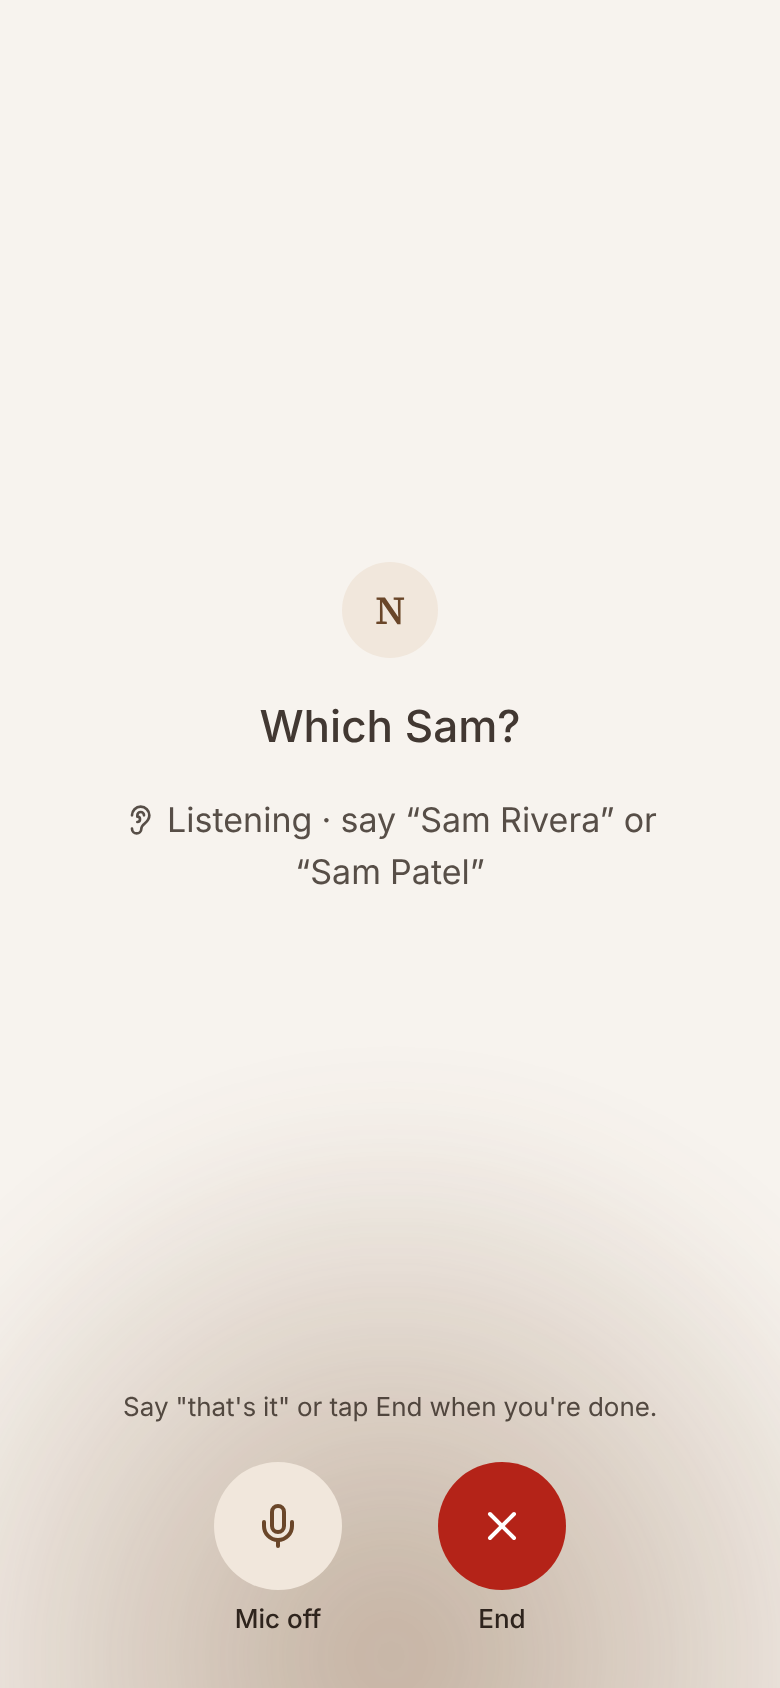 N
Which Sam?
Listening · say “Sam Rivera” or
“Sam Patel”
Say "that's it" or tap End when you're done.
Mic off
End